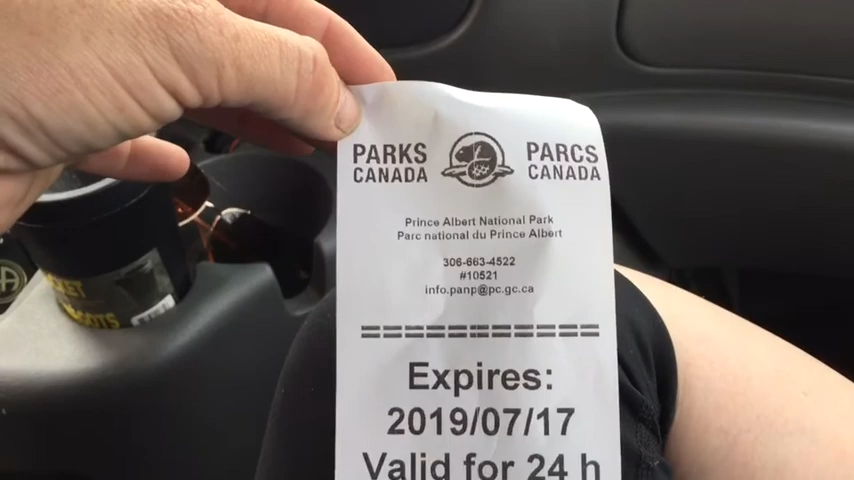 PARKS CANADA
PARCS CANADA
Prince Albert National Park
Parc national du Prince Albert
306-663-4522
#10521
info.panp@pc.gc.ca
==========================
Expires:
2019/07/17
Valid for 24 h